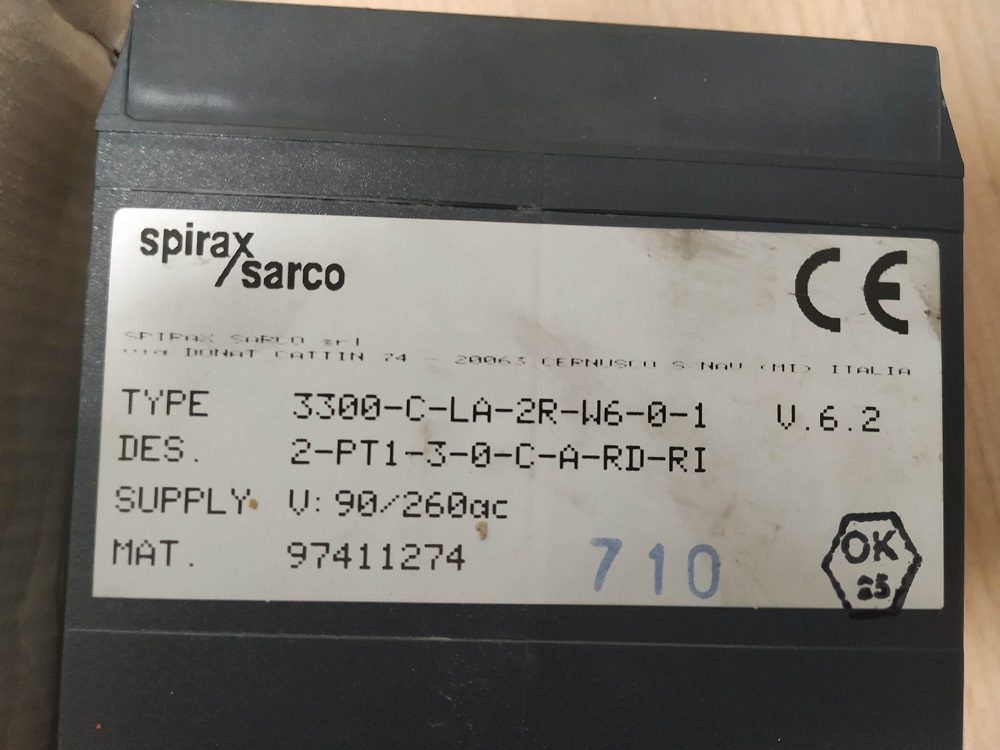 spirax
sarco
CE
SPIRAX SARCO srl
via DONAT CATTIN 74 - 20063 CERNUSCO S/NAV (MI) ITALIA
TYPE 3300-C-LA-2R-W6-0-1 V.6.2
DES. 2-PT1-3-0-C-A-RD-RI
SUPPLY V: 90/260ac
MAT. 97411274
710
OK
25